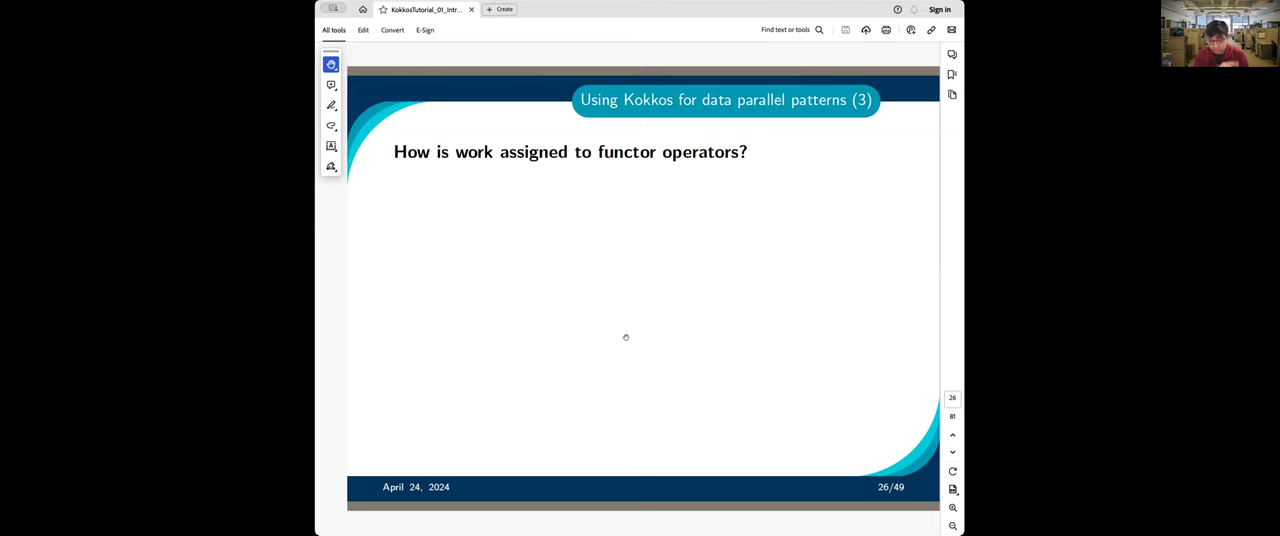 KokkosTutorial_01_Intr...
Create
Sign in
All tools
Edit
Convert
E-Sign
Find text or tools
Using Kokkos for data parallel patterns (3)
How is work assigned to functor operators?
26
81
April 24, 2024
26/49